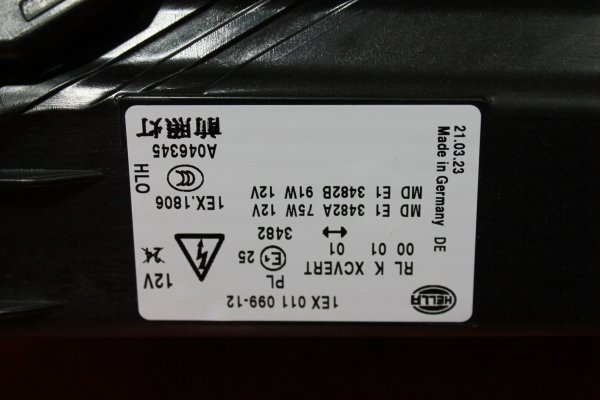 HELLA
1EX 011 099-12
PL
RL K XCVERT
00 01 01
E1 25
3482
12V
24
MD E1 3482A 75W 12V
MD E1 3482B 91W 12V
1EX.1806
CCC
HLO
A046345
前照灯
21.03.23
Made in Germany DE